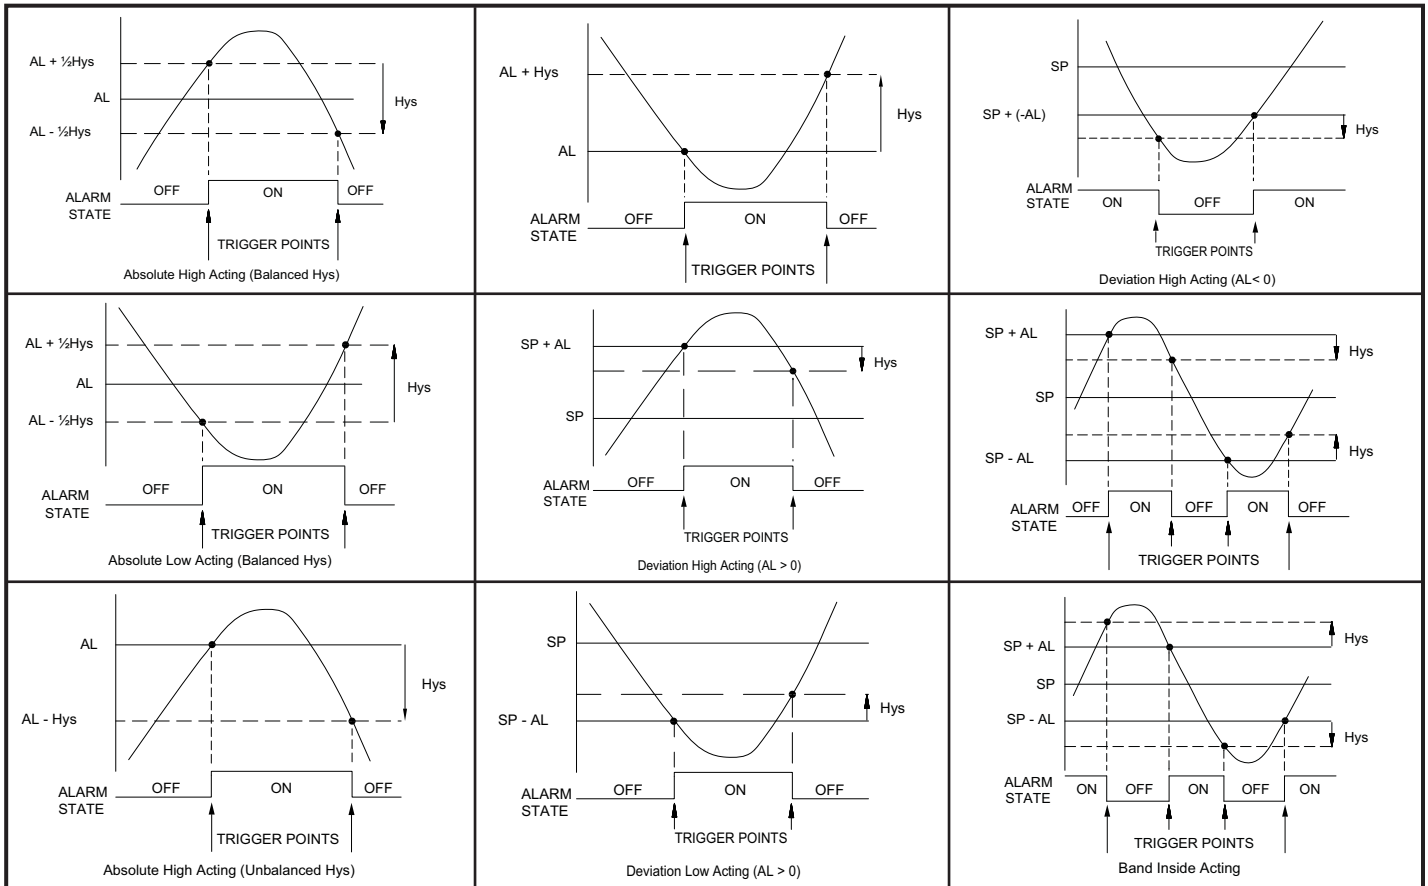 AL + ½Hys
AL
AL - ½Hys
Hys
OFF
ON
OFF
ALARM
STATE
TRIGGER POINTS
Absolute High Acting (Balanced Hys)
AL + Hys
Hys
AL
OFF
ON
OFF
ALARM
STATE
TRIGGER POINTS
SP
SP + (-AL)
Hys
ALARM
STATE
ON
OFF
ON
TRIGGER POINTS
Deviation High Acting (AL< 0)
AL + ½Hys
AL
Hys
AL - ½Hys
OFF
ON
OFF
ALARM
STATE
TRIGGER POINTS
Absolute Low Acting (Balanced Hys)
SP + AL
Hys
SP
OFF
ON
OFF
ALARM
STATE
TRIGGER POINTS
Deviation High Acting (AL > 0)
SP + AL
Hys
SP
Hys
SP - AL
ALARM
STATE
OFF
ON
OFF
ON
OFF
TRIGGER POINTS
AL
Hys
AL - Hys
ALARM
STATE
OFF
ON
OFF
TRIGGER POINTS
Absolute High Acting (Unbalanced Hys)
SP
SP - AL
Hys
ALARM
STATE
OFF
ON
OFF
TRIGGER POINTS
Deviation Low Acting (AL > 0)
Hys
SP + AL
SP
SP - AL
Hys
ALARM
STATE
ON
OFF
ON
OFF
ON
TRIGGER POINTS
Band Inside Acting